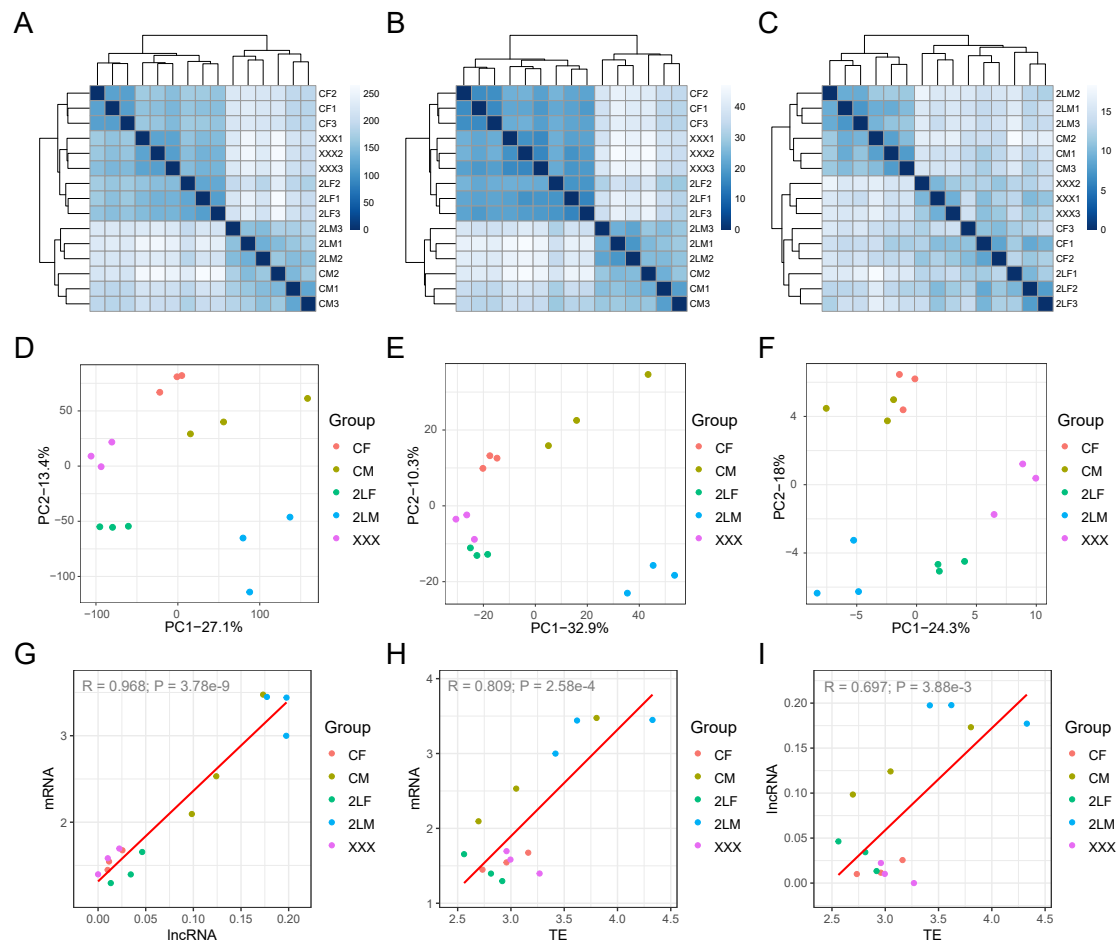 A
B
C
CF2
CF1
CF3
XXX1
XXX2
XXX3
2LF2
2LF1
2LF3
2LM3
2LM1
2LM2
CM2
CM1
CM3
250
200
150
100
50
0
CF2
CF1
CF3
XXX1
XXX2
XXX3
2LF2
2LF1
2LF3
2LM3
2LM1
2LM2
CM2
CM1
CM3
40
30
20
10
0
2LM2
2LM1
2LM3
CM2
CM1
CM3
XXX2
XXX1
XXX3
CF3
CF1
CF2
2LF1
2LF2
2LF3
15
10
5
0
D
50
0
−50
−100
−100
0
100
PC2−13.4%
PC1−27.1%
Group
CF
CM
2LF
2LM
XXX
E
20
0
−20
−20
0
20
40
PC2−10.3%
PC1−32.9%
Group
CF
CM
2LF
2LM
XXX
F
4
0
−4
−5
0
5
10
PC2−18%
PC1−24.3%
Group
CF
CM
2LF
2LM
XXX
G
R = 0.968; P = 3.78e-9
3
2
0.00
0.05
0.10
0.15
0.20
mRNA
lncRNA
Group
CF
CM
2LF
2LM
XXX
H
R = 0.809; P = 2.58e-4
4
3
2
1
2.5
3.0
3.5
4.0
4.5
mRNA
TE
Group
CF
CM
2LF
2LM
XXX
I
R = 0.697; P = 3.88e-3
0.20
0.15
0.10
0.05
0.00
2.5
3.0
3.5
4.0
4.5
lncRNA
TE
Group
CF
CM
2LF
2LM
XXX